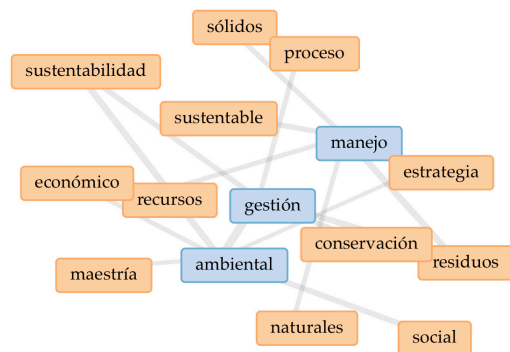 sólidos
proceso
sustentabilidad
sustentable
manejo
estrategia
económico
recursos
gestión
conservación
residuos
ambiental
maestría
naturales
social